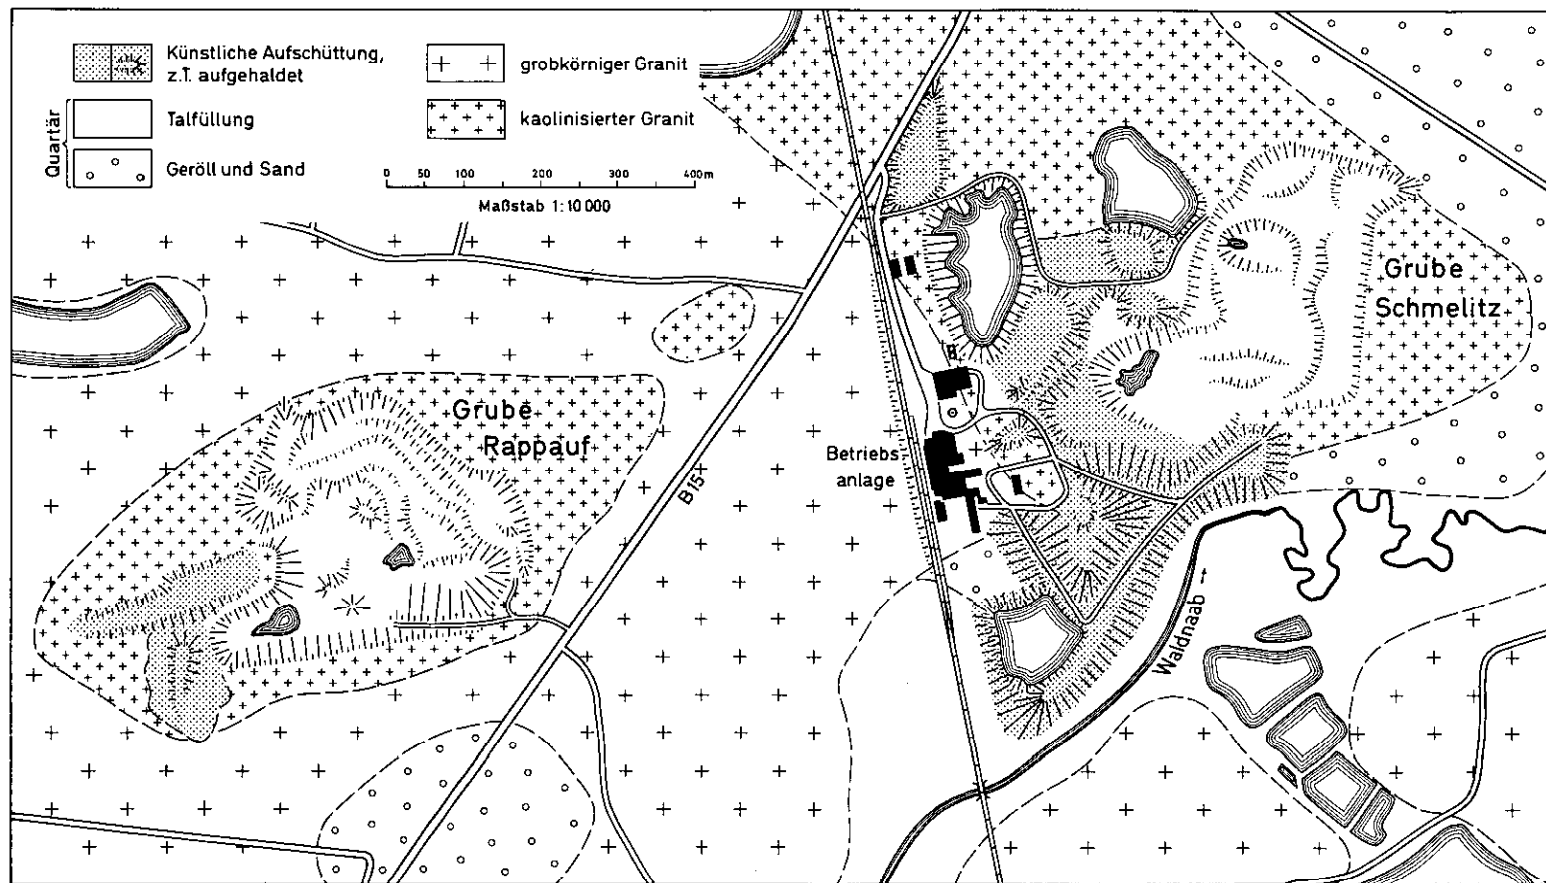 Künstliche Aufschüttung,
z.T. aufgehaldet
Quartär
Talfüllung
Geröll und Sand
grobkörniger Granit
kaolinisierter Granit
0 50 100 200 300 400m
Maßstab 1:10 000
Grube
Schmelitz
Grube
Rappauf
B15
Betriebs
anlage
Waldnaab →